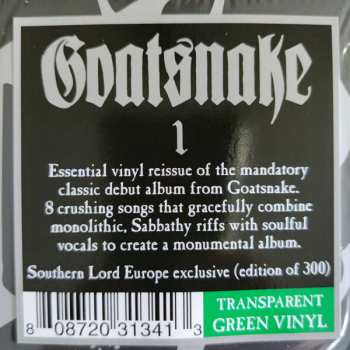 Goatsnake
1
Essential vinyl reissue of the mandatory
classic debut album from Goatsnake.
8 crushing songs that gracefully combine
monolithic, Sabbathy riffs with soulful
vocals to create a monumental album.
Southern Lord Europe exclusive (edition of 300)
TRANSPARENT
GREEN VINYL
8 08720 31341 3